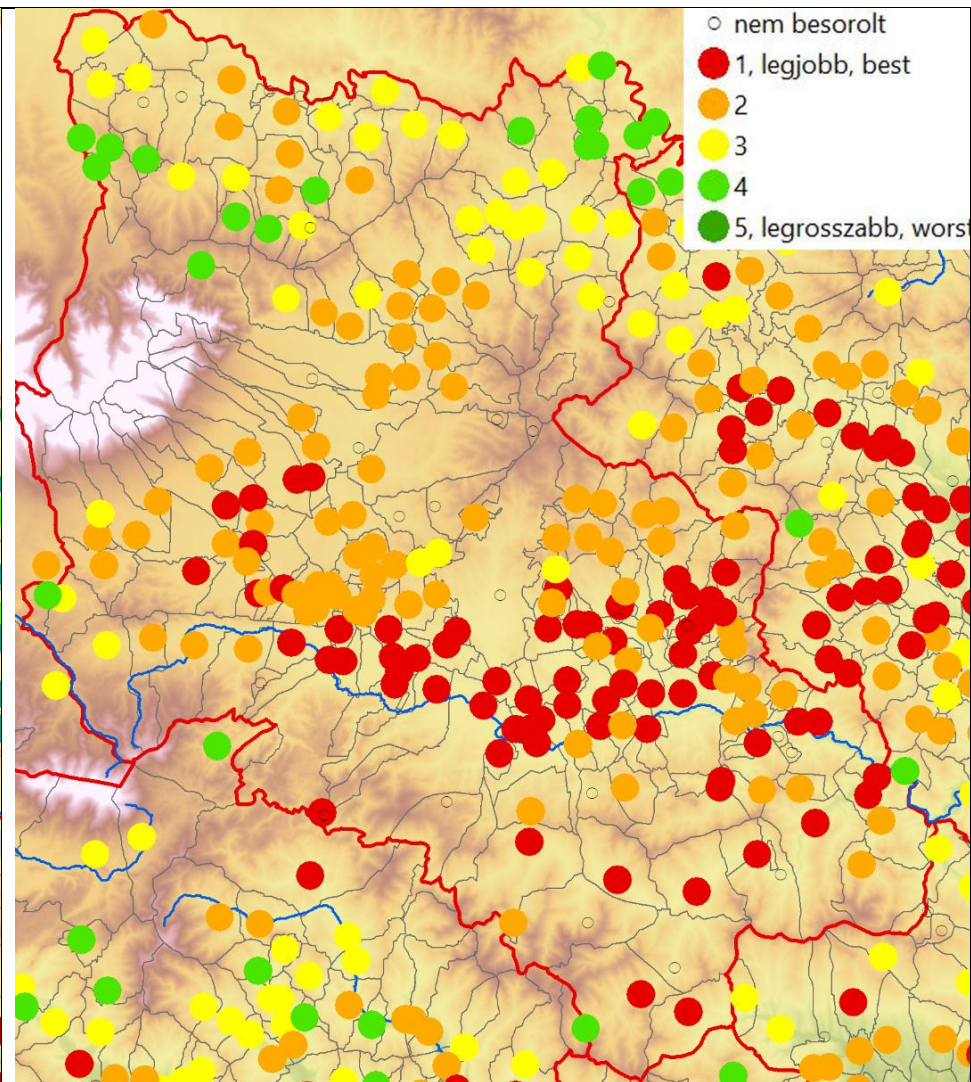 nem besorolt
1, legjobb, best
2
3
4
5, legrosszabb, worst